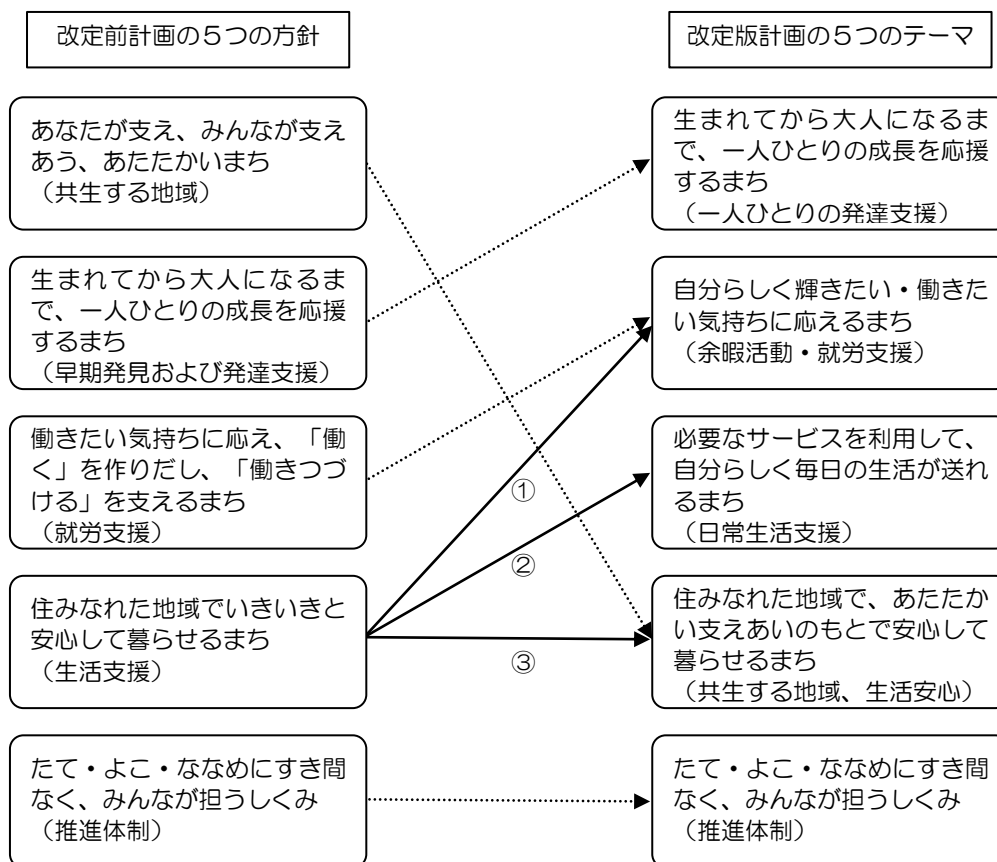 改定前計画の５つの方針
あなたが支え、みんなが支え
あう、あたたかいまち
（共生する地域）
生まれてから大人になるま
で、一人ひとりの成長を応援
するまち
（早期発見および発達支援）
働きたい気持ちに応え、「働
く」を作りだし、「働きつづ
ける」を支えるまち
（就労支援）
住みなれた地域でいきいきと
安心して暮らせるまち
（生活支援）
たて・よこ・ななめにすき間
なく、みんなが担うしくみ
（推進体制）
①
②
③
改定版計画の５つのテーマ
生まれてから大人になるま
で、一人ひとりの成長を応援
するまち
（一人ひとりの発達支援）
自分らしく輝きたい・働きた
い気持ちに応えるまち
（余暇活動・就労支援）
必要なサービスを利用して、
自分らしく毎日の生活が送れ
るまち
（日常生活支援）
住みなれた地域で、あたたか
い支えあいのもとで安心して
暮らせるまち
（共生する地域、生活安心）
たて・よこ・ななめにすき間
なく、みんなが担うしくみ
（推進体制）